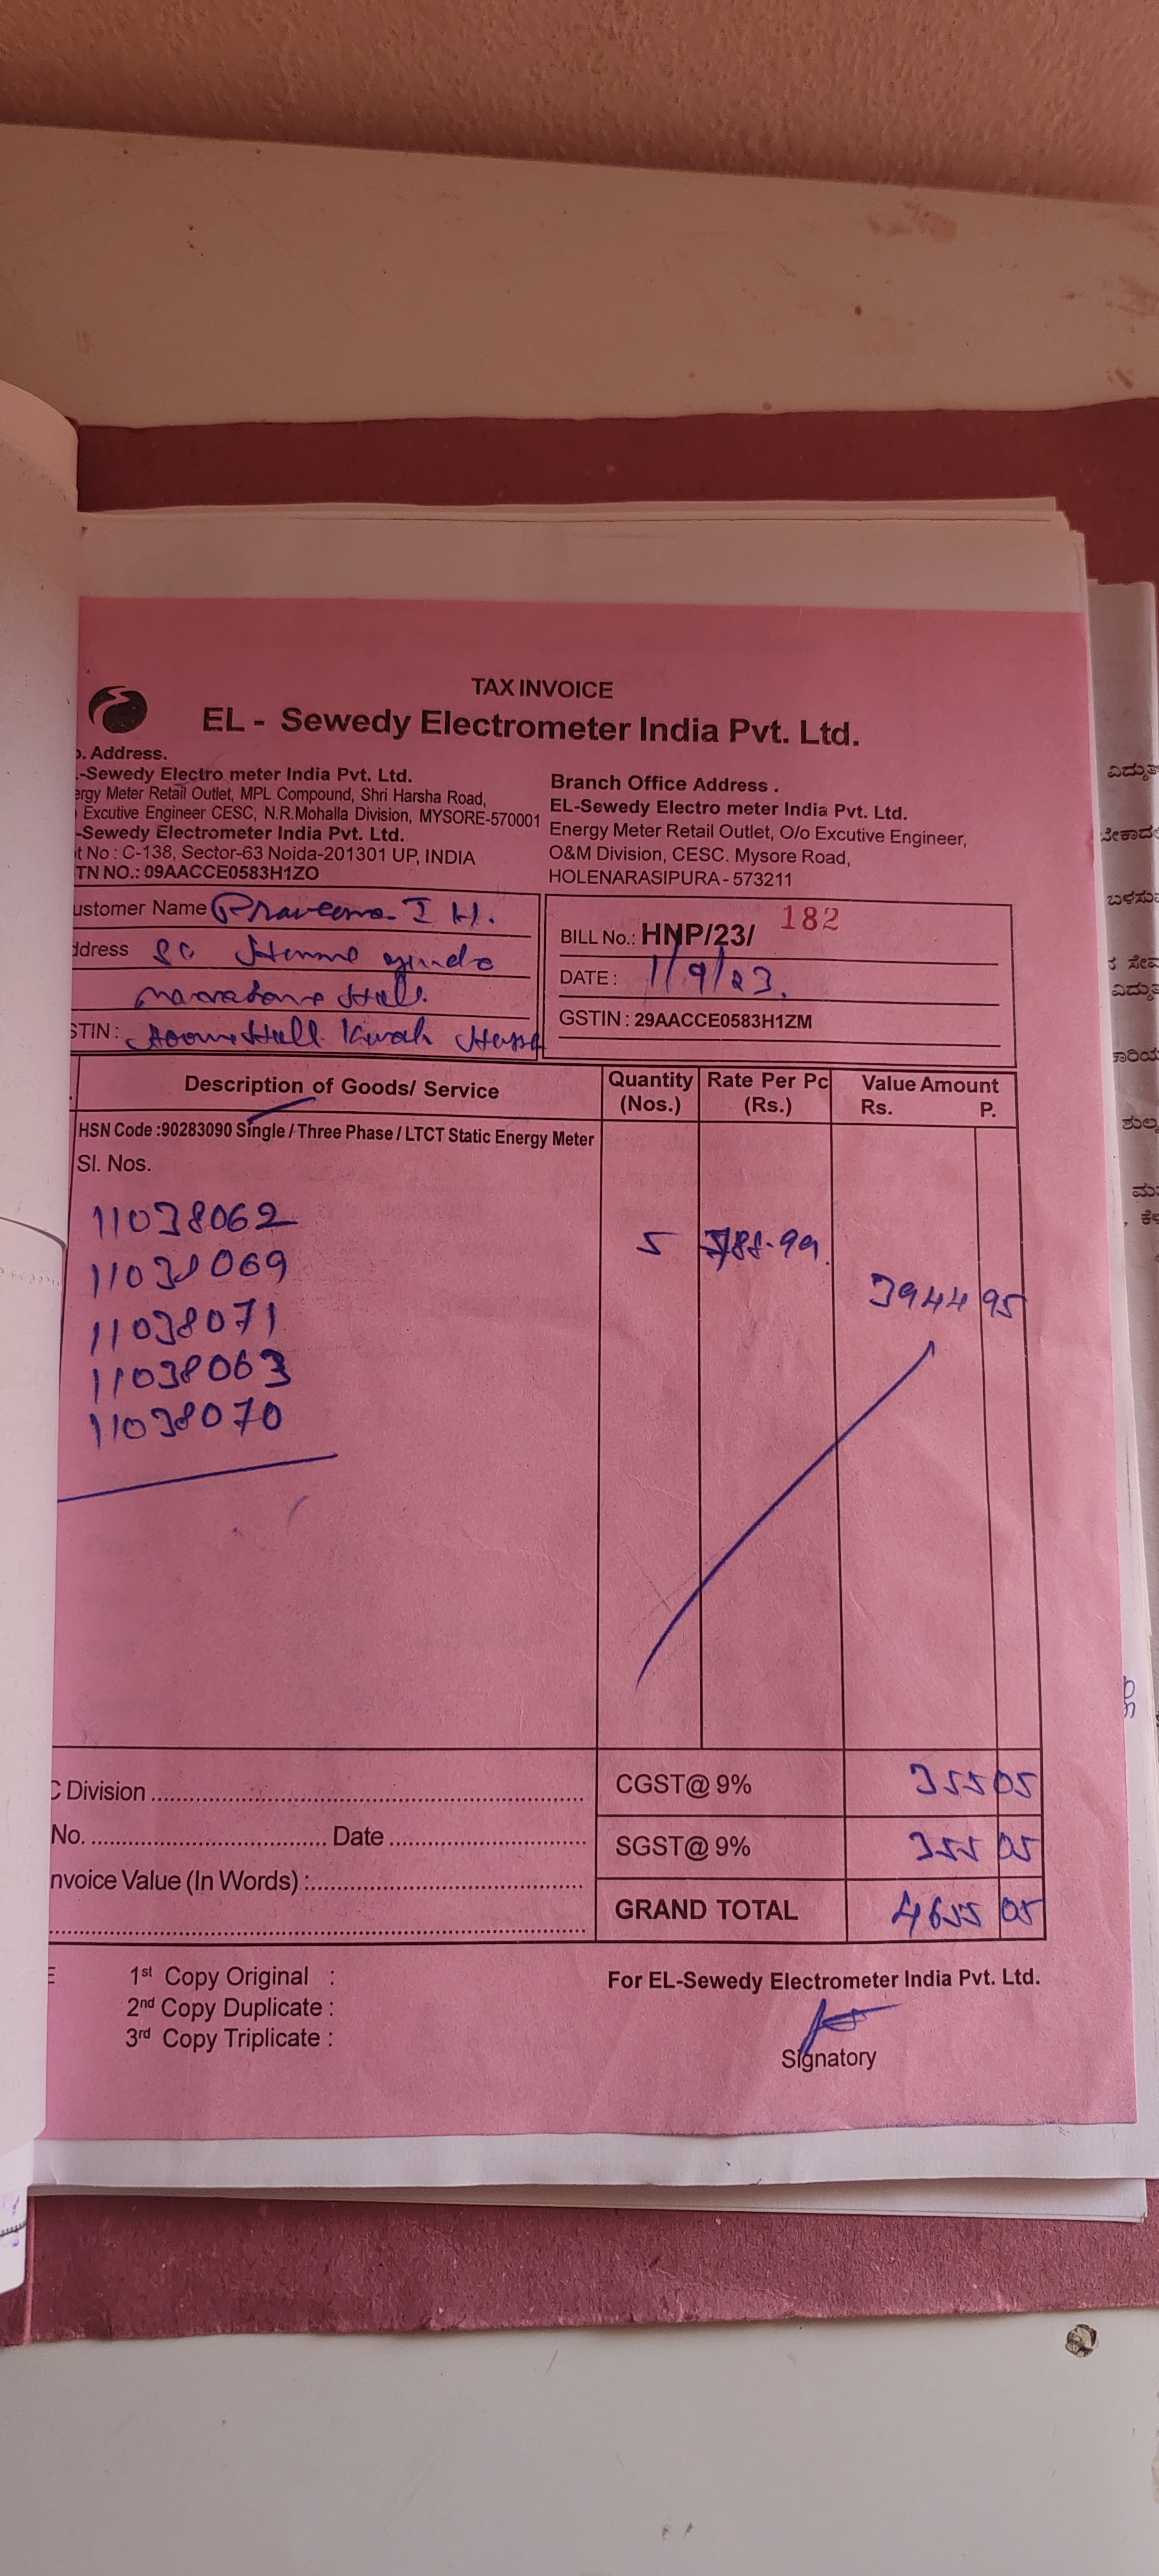 TAX INVOICE
EL - Sewedy Electrometer India Pvt. Ltd.
. Address.
-Sewedy Electro meter India Pvt. Ltd.
ergy Meter Retail Outlet, MPL Compound, Shri Harsha Road,
Excutive Engineer CESC, N.R.Mohalla Division, MYSORE-570001
-Sewedy Electrometer India Pvt. Ltd.
t No : C-138, Sector-63 Noida-201301 UP, INDIA
TN NO.: 09AACCE0583H1ZO
Branch Office Address .
EL-Sewedy Electro meter India Pvt. Ltd.
Energy Meter Retail Outlet, O/o Excutive Engineer,
O&M Division, CESC. Mysore Road,
HOLENARASIPURA - 573211
ustomer Name Praveena I H.
ddress
STIN :
BILL No.: HNP/23/ 182
DATE : 1/9/23.
GSTIN : 29AACCE0583H1ZM
Description of Goods/ Service Quantity (Nos.) Rate Per Pc (Rs.) Value Amount Rs. P.
HSN Code :90283090 Single / Three Phase / LTCT Static Energy Meter
Sl. Nos.
11038062
11038069
11038071
11038063
11038070
5 788.99. 3944 95
C Division
No. Date
nvoice Value (In Words) :
CGST@ 9% 355 05
SGST@ 9% 355 05
GRAND TOTAL 4655 05
E 1st Copy Original :
2nd Copy Duplicate :
3rd Copy Triplicate :
For EL-Sewedy Electrometer India Pvt. Ltd.
Signatory